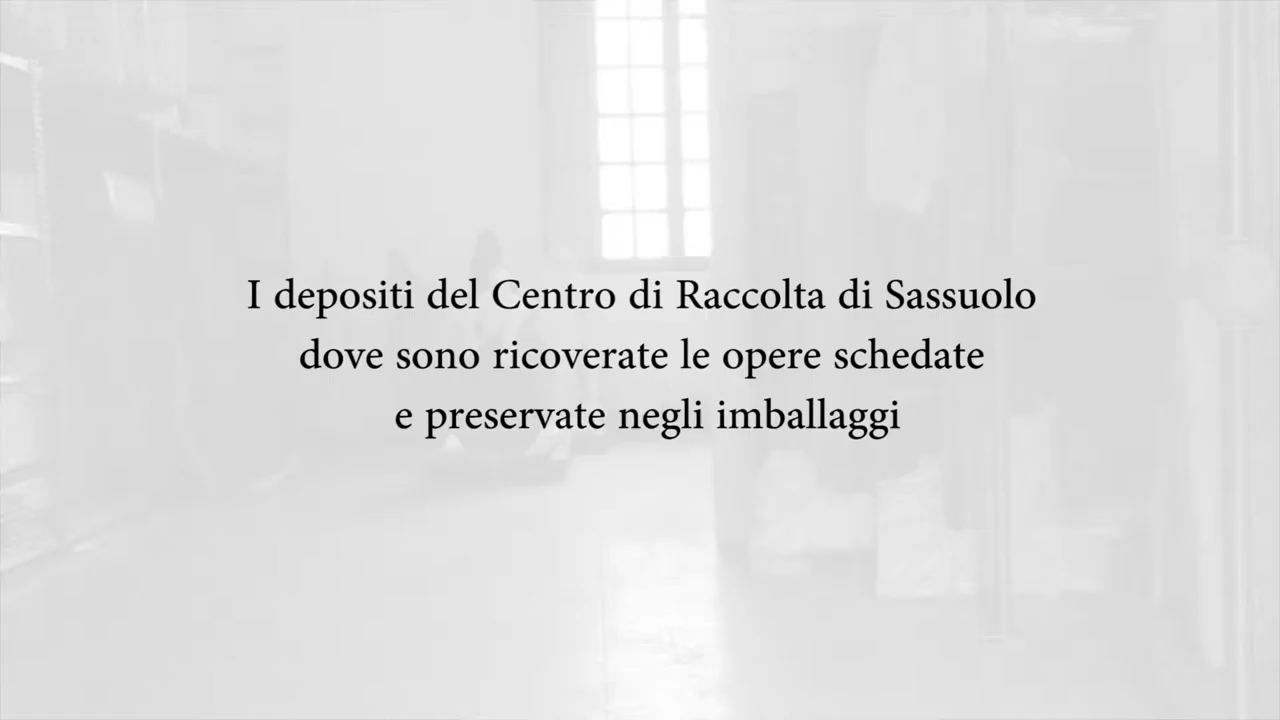 I depositi del Centro di Raccolta di Sassuolo
dove sono ricoverate le opere schedate
e preservate negli imballaggi